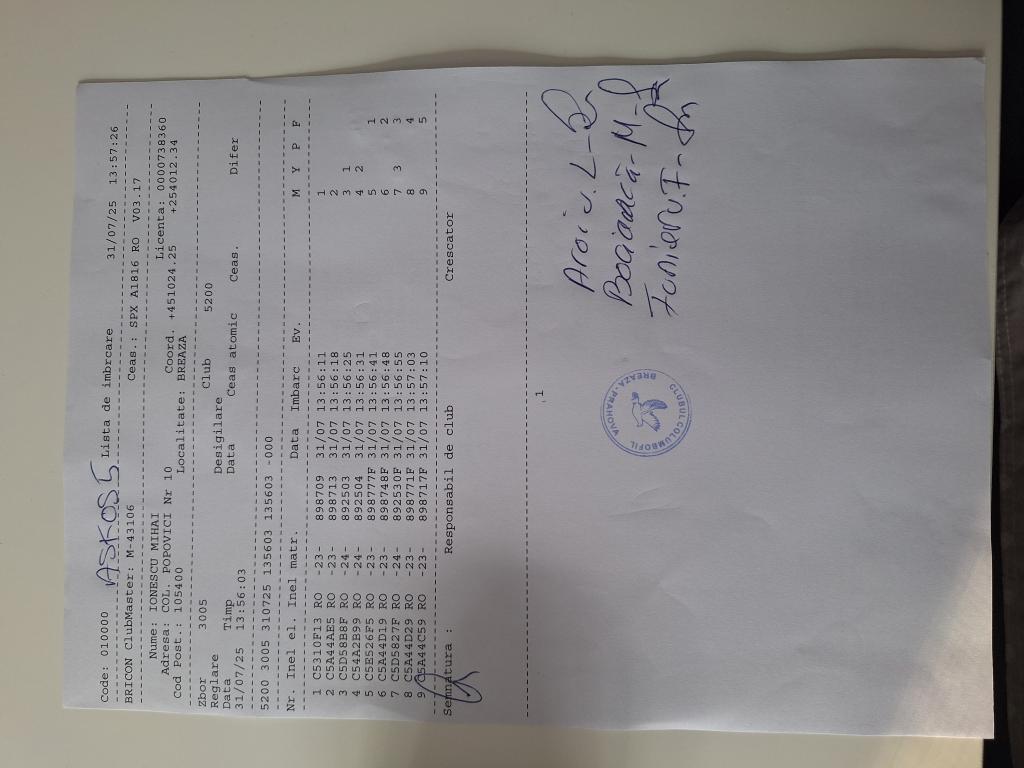 Code: 010000 ASKOS 5 Lista de imbrcare 31/07/25 13:57:26
BRICON ClubMaster: M-43106 Ceas.: SPX A1816 RO V03.17
Nume: IONESCU MIHAI Licenta: 0000738360
Adresa: COL. POPOVICI Nr 10 Coord. +451024.25 +254012.34
Cod Post.: 105400 Localitate: BREAZA
Zbor 3005 Club 5200
Reglare Desigilare
Data Timp Data Ceas atomic Ceas. Difer
31/07/25 13:56:03
5200 3005 310725 135603 135603 -000
Nr. Inel el. Inel matr. Data Imbarc Ev. M Y P F
1 C5310F13 RO -23- 898709 31/07 13:56:11 1
2 C5A44AE5 RO -23- 898713 31/07 13:56:18 2
3 C5D58B8F RO -24- 892503 31/07 13:56:25 3 1
4 C54A2B99 RO -24- 892504 31/07 13:56:31 4 2
5 C5E526F5 RO -23- 898777F 31/07 13:56:41 5 1
6 C5A44D19 RO -23- 898748F 31/07 13:56:48 6 2
7 C5D5827F RO -24- 892530F 31/07 13:56:55 7 3 3
8 C5A44D29 RO -23- 898771F 31/07 13:57:03 8 4
9 C5A44C59 RO -23- 898717F 31/07 13:57:10 9 5
Semnatura : Responsabil de club Crescator
1
CLUBUL COLUMBOFIL
BREAZA-PRAHOVA